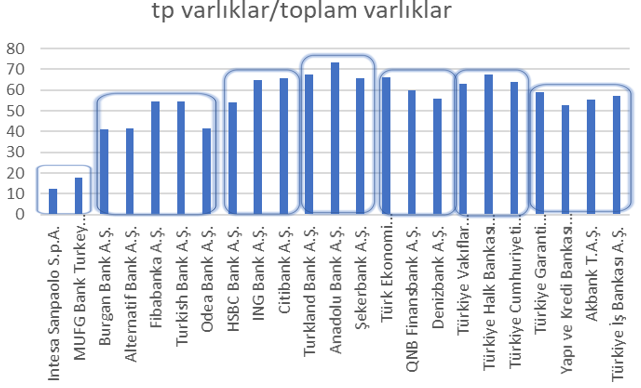 tp varlıklar/toplam varlıklar
80
70
60
50
40
30
20
10
0
Intesa Sanpaolo S.p.A.
MUFG Bank Turkey...
Burgan Bank A.Ş.
Alternatif Bank A.Ş.
Fibabanka A.Ş.
Turkish Bank A.Ş.
Odea Bank A.Ş.
HSBC Bank A.Ş.
ING Bank A.Ş.
Citibank A.Ş.
Turkland Bank A.Ş.
Anadolu Bank A.Ş.
Şekerbank A.Ş.
Türk Ekonomi...
QNB Finansbank A.Ş.
Denizbank A.Ş.
Türkiye Vakıflar...
Türkiye Halk Bankası...
Türkiye Cumhuriyeti...
Türkiye Garanti...
Yapı ve Kredi Bankası...
Akbank T.A.Ş.
Türkiye İş Bankası A.Ş.